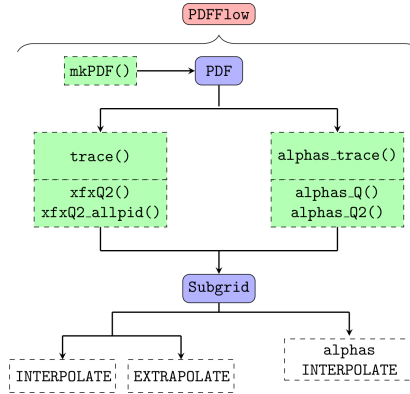 PDFFlow
mkPDF()
PDF
trace()
alphas_trace()
xfxQ2()
xfxQ2_allpid()
alphas_Q()
alphas_Q2()
Subgrid
INTERPOLATE
EXTRAPOLATE
alphas
INTERPOLATE